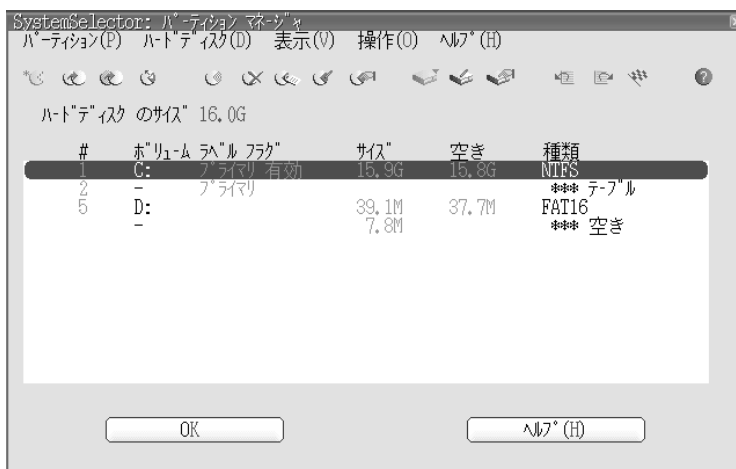 SystemSelector: ﾊﾟｰﾃｨｼｮﾝ ﾏﾈｰｼﾞｬ
ﾊﾟｰﾃｨｼｮﾝ(P) ﾊｰﾄﾞﾃﾞｨｽｸ(D) 表示(V) 操作(O) ﾍﾙﾌﾟ(H)
ﾊｰﾄﾞﾃﾞｨｽｸ のｻｲｽﾞ 16.0G
# ﾎﾞﾘｭｰﾑ ﾗﾍﾞﾙ ﾌﾗｸﾞ ｻｲｽﾞ 空き 種類
1 C: ﾌﾟﾗｲﾏﾘ 有効 15.9G 15.8G NTFS
2 - ﾌﾟﾗｲﾏﾘ *** ﾃｰﾌﾞﾙ
5 D: 39.1M 37.7M FAT16
- 7.8M *** 空き
OK ﾍﾙﾌﾟ(H)